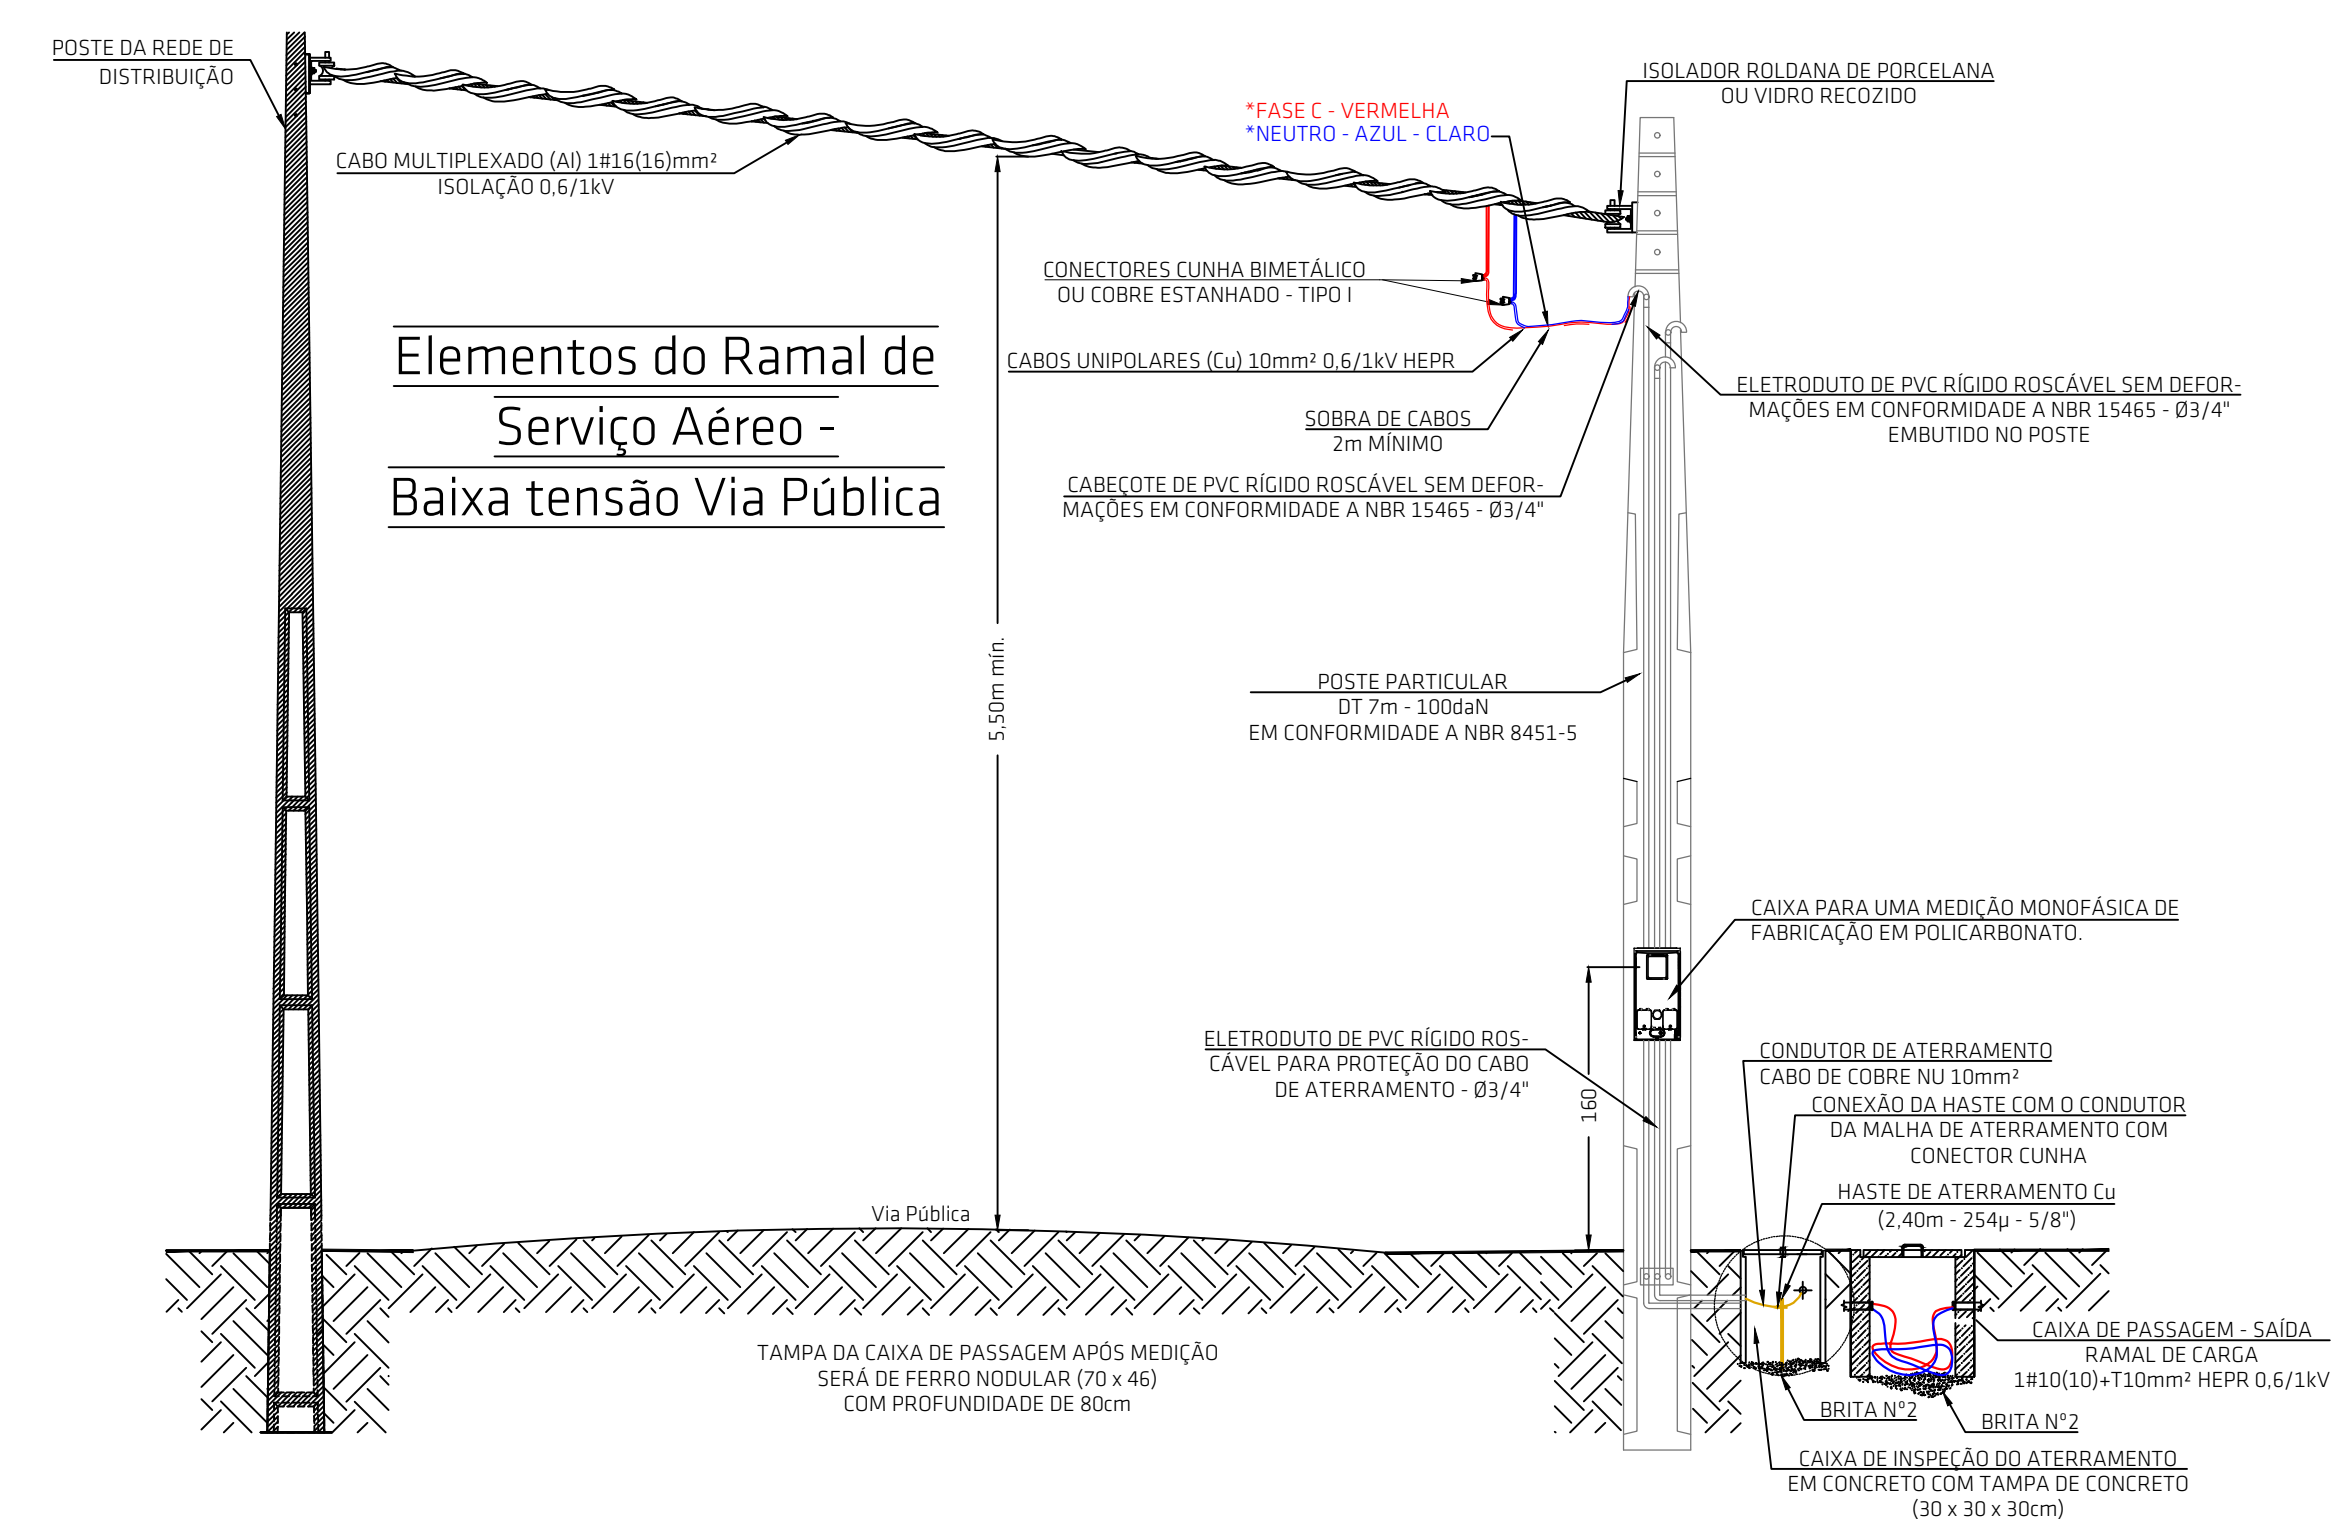 POSTE DA REDE DE
DISTRIBUIÇÃO
CABO MULTIPLEXADO (Al) 1#16(16)mm²
ISOLAÇÃO 0,6/1kV
*FASE C - VERMELHA
*NEUTRO - AZUL - CLARO
ISOLADOR ROLDANA DE PORCELANA
OU VIDRO RECOZIDO
CONECTORES CUNHA BIMETÁLICO
OU COBRE ESTANHADO - TIPO I
Elementos do Ramal de
Serviço Aéreo -
Baixa tensão Via Pública
CABOS UNIPOLARES (Cu) 10mm² 0,6/1kV HEPR
SOBRA DE CABOS
2m MÍNIMO
ELETRODUTO DE PVC RÍGIDO ROSCÁVEL SEM DEFOR-
MAÇÕES EM CONFORMIDADE A NBR 15465 - Ø3/4"
EMBUTIDO NO POSTE
CABEÇOTE DE PVC RÍGIDO ROSCÁVEL SEM DEFOR-
MAÇÕES EM CONFORMIDADE A NBR 15465 - Ø3/4"
5,50m mín.
POSTE PARTICULAR
DT 7m - 100daN
EM CONFORMIDADE A NBR 8451-5
CAIXA PARA UMA MEDIÇÃO MONOFÁSICA DE
FABRICAÇÃO EM POLICARBONATO.
ELETRODUTO DE PVC RÍGIDO ROS-
CÁVEL PARA PROTEÇÃO DO CABO
DE ATERRAMENTO - Ø3/4"
160
CONDUTOR DE ATERRAMENTO
CABO DE COBRE NU 10mm²
CONEXÃO DA HASTE COM O CONDUTOR
DA MALHA DE ATERRAMENTO COM
CONECTOR CUNHA
HASTE DE ATERRAMENTO Cu
(2,40m - 254µ - 5/8")
Via Pública
TAMPA DA CAIXA DE PASSAGEM APÓS MEDIÇÃO
SERÁ DE FERRO NODULAR (70 x 46)
COM PROFUNDIDADE DE 80cm
CAIXA DE PASSAGEM - SAÍDA
RAMAL DE CARGA
1#10(10)+T10mm² HEPR 0,6/1kV
BRITA Nº2
BRITA Nº2
CAIXA DE INSPEÇÃO DO ATERRAMENTO
EM CONCRETO COM TAMPA DE CONCRETO
(30 x 30 x 30cm)